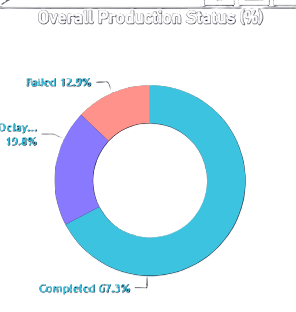 Overall Production Status (%)
Failed 12.9%
Delay...
19.8%
Completed 67.3%